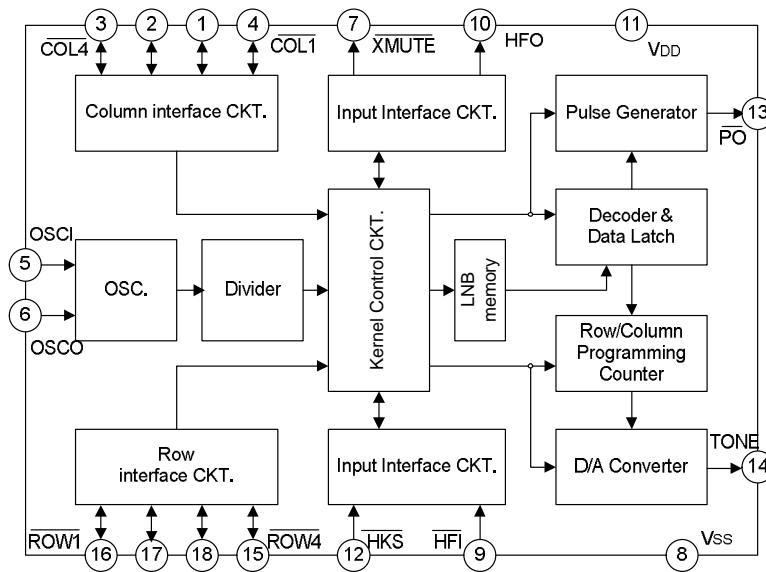 3 2 1 4 7 10 11
COL4 COL1 XMUTE HFO VDD
Column interface CKT.
Input Interface CKT.
Pulse Generator
13
PO
Kernel Control CKT.
Decoder &
Data Latch
OSCI
5
OSC.
Divider
LNB
memory
6
OSCO
Row/Column
Programming
Counter
Row
interface CKT.
Input Interface CKT.
D/A Converter
TONE
14
ROW1 ROW4 HKS HFI VSS
16 17 18 15 12 9 8